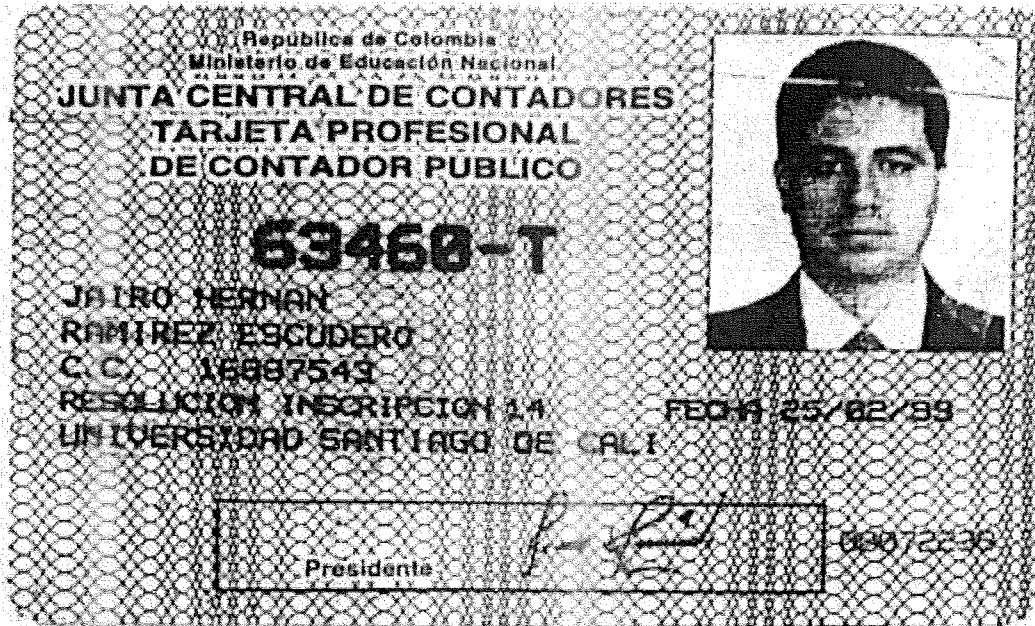 República de Colombia
Ministerio de Educación Nacional
JUNTA CENTRAL DE CONTADORES
TARJETA PROFESIONAL
DE CONTADOR PUBLICO
63460-T
JAIRO HERNAN
RAMIREZ ESCUDERO
C.C. 16887543
RESOLUCION INSCRIPCION 14 FECHA 25/02/99
UNIVERSIDAD SANTIAGO DE CALI
Presidente